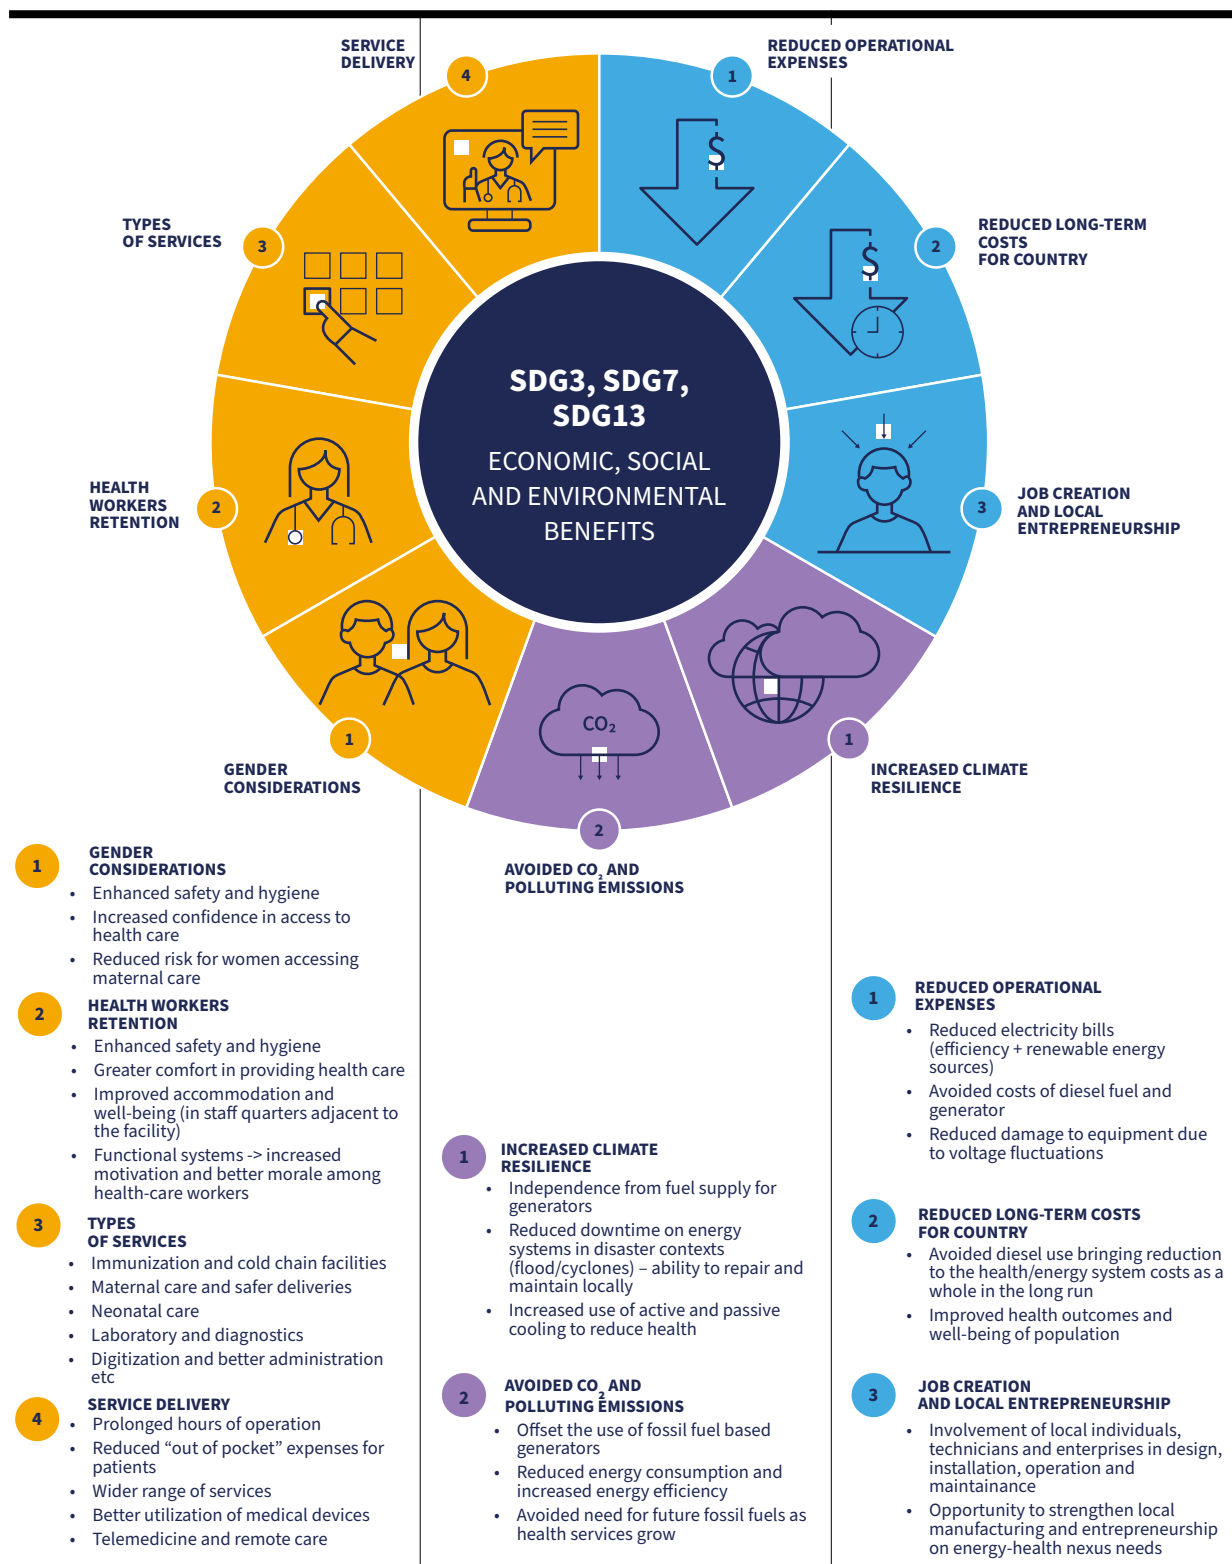 SERVICE
DELIVERY
4
REDUCED OPERATIONAL
EXPENSES
1
$
TYPES
OF SERVICES
3
REDUCED LONG-TERM
COSTS
FOR COUNTRY
2
$
SDG3, SDG7,
SDG13
ECONOMIC, SOCIAL
AND ENVIRONMENTAL
BENEFITS
HEALTH
WORKERS
RETENTION
2
JOB CREATION
AND LOCAL
ENTREPRENEURSHIP
3
GENDER
CONSIDERATIONS
1
CO₂
2
AVOIDED CO₂ AND
POLLUTING EMISSIONS
INCREASED CLIMATE
RESILIENCE
1
1
GENDER
CONSIDERATIONS
• Enhanced safety and hygiene
• Increased confidence in access to
health care
• Reduced risk for women accessing
maternal care
2
HEALTH WORKERS
RETENTION
• Enhanced safety and hygiene
• Greater comfort in providing health care
• Improved accommodation and
well-being (in staff quarters adjacent to
the facility)
• Functional systems -> increased
motivation and better morale among
health-care workers
3
TYPES
OF SERVICES
• Immunization and cold chain facilities
• Maternal care and safer deliveries
• Neonatal care
• Laboratory and diagnostics
• Digitization and better administration
etc
4
SERVICE DELIVERY
• Prolonged hours of operation
• Reduced “out of pocket” expenses for
patients
• Wider range of services
• Better utilization of medical devices
• Telemedicine and remote care
1
INCREASED CLIMATE
RESILIENCE
• Independence from fuel supply for
generators
• Reduced downtime on energy
systems in disaster contexts
(flood/cyclones) – ability to repair and
maintain locally
• Increased use of active and passive
cooling to reduce health
2
AVOIDED CO₂ AND
POLLUTING EMISSIONS
• Offset the use of fossil fuel based
generators
• Reduced energy consumption and
increased energy efficiency
• Avoided need for future fossil fuels as
health services grow
1
REDUCED OPERATIONAL
EXPENSES
• Reduced electricity bills
(efficiency + renewable energy
sources)
• Avoided costs of diesel fuel and
generator
• Reduced damage to equipment due
to voltage fluctuations
2
REDUCED LONG-TERM COSTS
FOR COUNTRY
• Avoided diesel use bringing reduction
to the health/energy system costs as a
whole in the long run
• Improved health outcomes and
well-being of population
3
JOB CREATION
AND LOCAL ENTREPRENEURSHIP
• Involvement of local individuals,
technicians and enterprises in design,
installation, operation and
maintainance
• Opportunity to strengthen local
manufacturing and entrepreneurship
on energy-health nexus needs